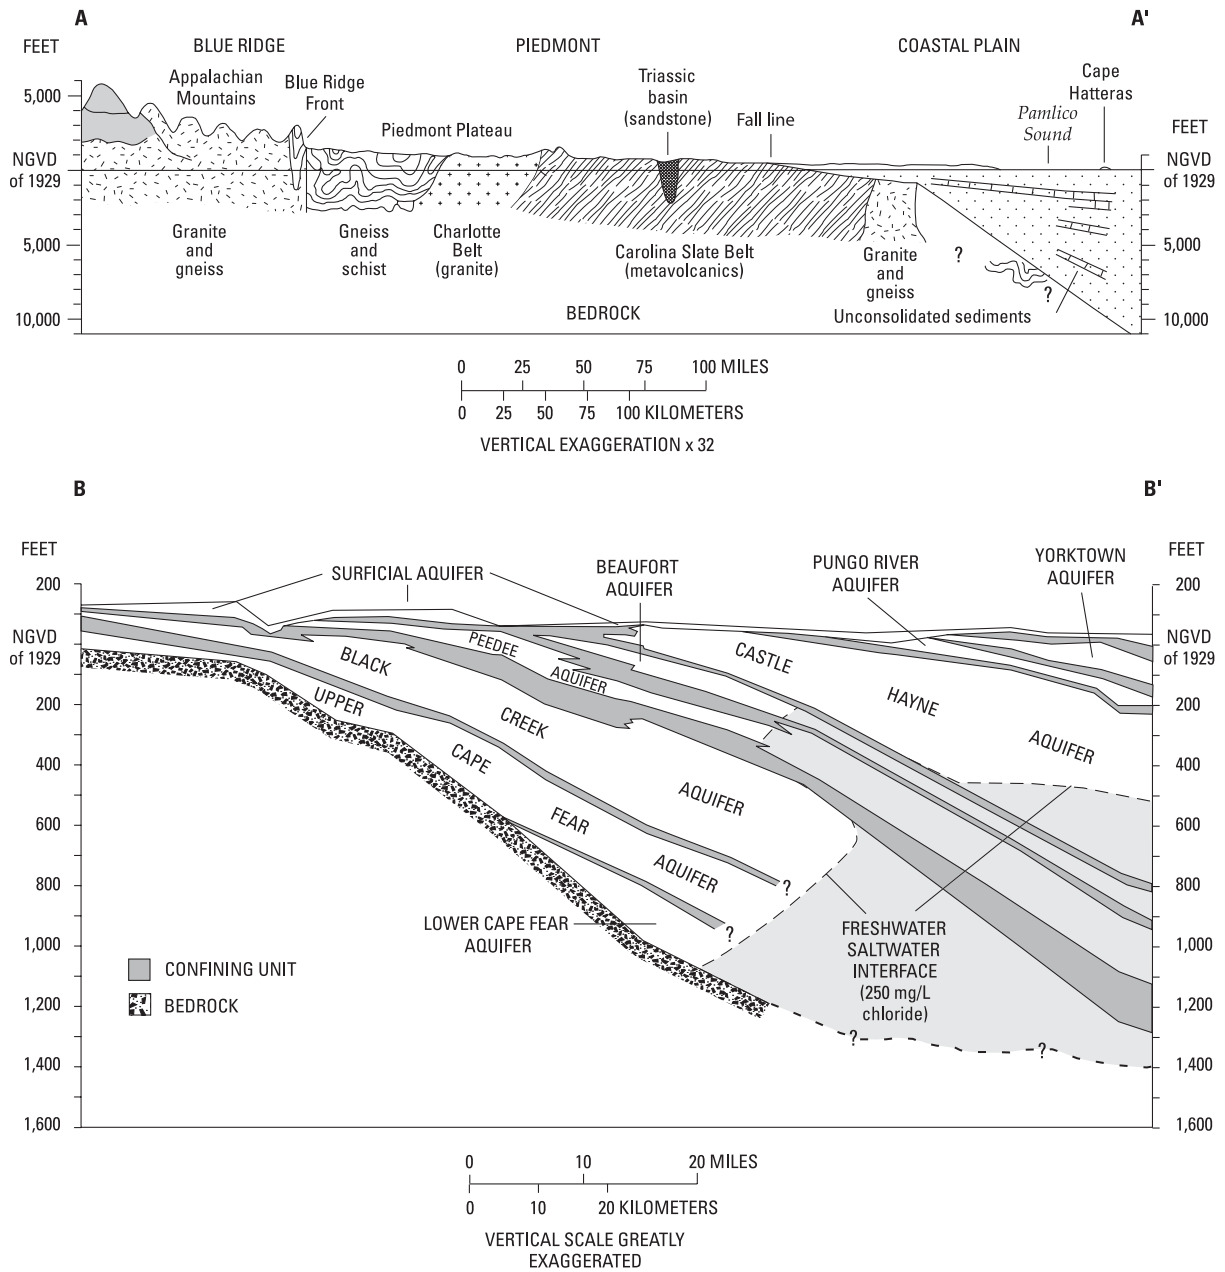 A
A'
FEET
BLUE RIDGE
PIEDMONT
COASTAL PLAIN
Appalachian
Mountains
Blue Ridge
Front
Triassic
basin
(sandstone)
Cape
Hatteras
Pamlico
Sound
5,000
Piedmont Plateau
Fall line
FEET
NGVD
of 1929
NGVD
of 1929
Granite
and
gneiss
Gneiss
and
schist
Charlotte
Belt
(granite)
Carolina Slate Belt
(metavolcanics)
Granite
and
gneiss
?
?
5,000
5,000
Unconsolidated sediments
BEDROCK
10,000
10,000
0 25 50 75 100 MILES
0 25 50 75 100 KILOMETERS
VERTICAL EXAGGERATION x 32
B
B'
FEET
FEET
SURFICIAL AQUIFER
BEAUFORT
AQUIFER
PUNGO RIVER
AQUIFER
YORKTOWN
AQUIFER
200
200
NGVD
of 1929
NGVD
of 1929
PEEDEE
AQUIFER
CASTLE
HAYNE
AQUIFER
BLACK
CREEK
AQUIFER
UPPER
CAPE
FEAR
AQUIFER
200
200
400
400
600
600
800
800
?
?
LOWER CAPE FEAR
AQUIFER
FRESHWATER
SALTWATER
INTERFACE
(250 mg/L
chloride)
1,000
1,000
CONFINING UNIT
BEDROCK
1,200
1,200
?
?
1,400
1,400
1,600
1,600
0 10 20 MILES
0 10 20 KILOMETERS
VERTICAL SCALE GREATLY
EXAGGERATED